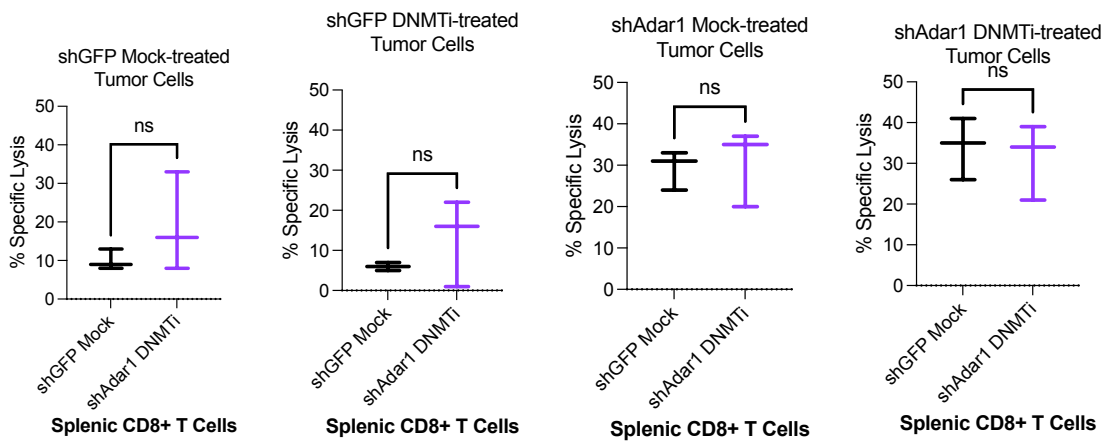 shGFP Mock-treated
Tumor Cells
% Specific Lysis
50
40
30
20
10
0
ns
shGFP Mock
shAdar1 DNMTi
Splenic CD8+ T Cells
shGFP DNMTi-treated
Tumor Cells
% Specific Lysis
50
40
30
20
10
0
ns
shGFP Mock
shAdar1 DNMTi
Splenic CD8+ T Cells
shAdar1 Mock-treated
Tumor Cells
% Specific Lysis
50
40
30
20
10
0
ns
shGFP Mock
shAdar1 DNMTi
Splenic CD8+ T Cells
shAdar1 DNMTi-treated
Tumor Cells
% Specific Lysis
50
40
30
20
10
0
ns
shGFP Mock
shAdar1 DNMTi
Splenic CD8+ T Cells